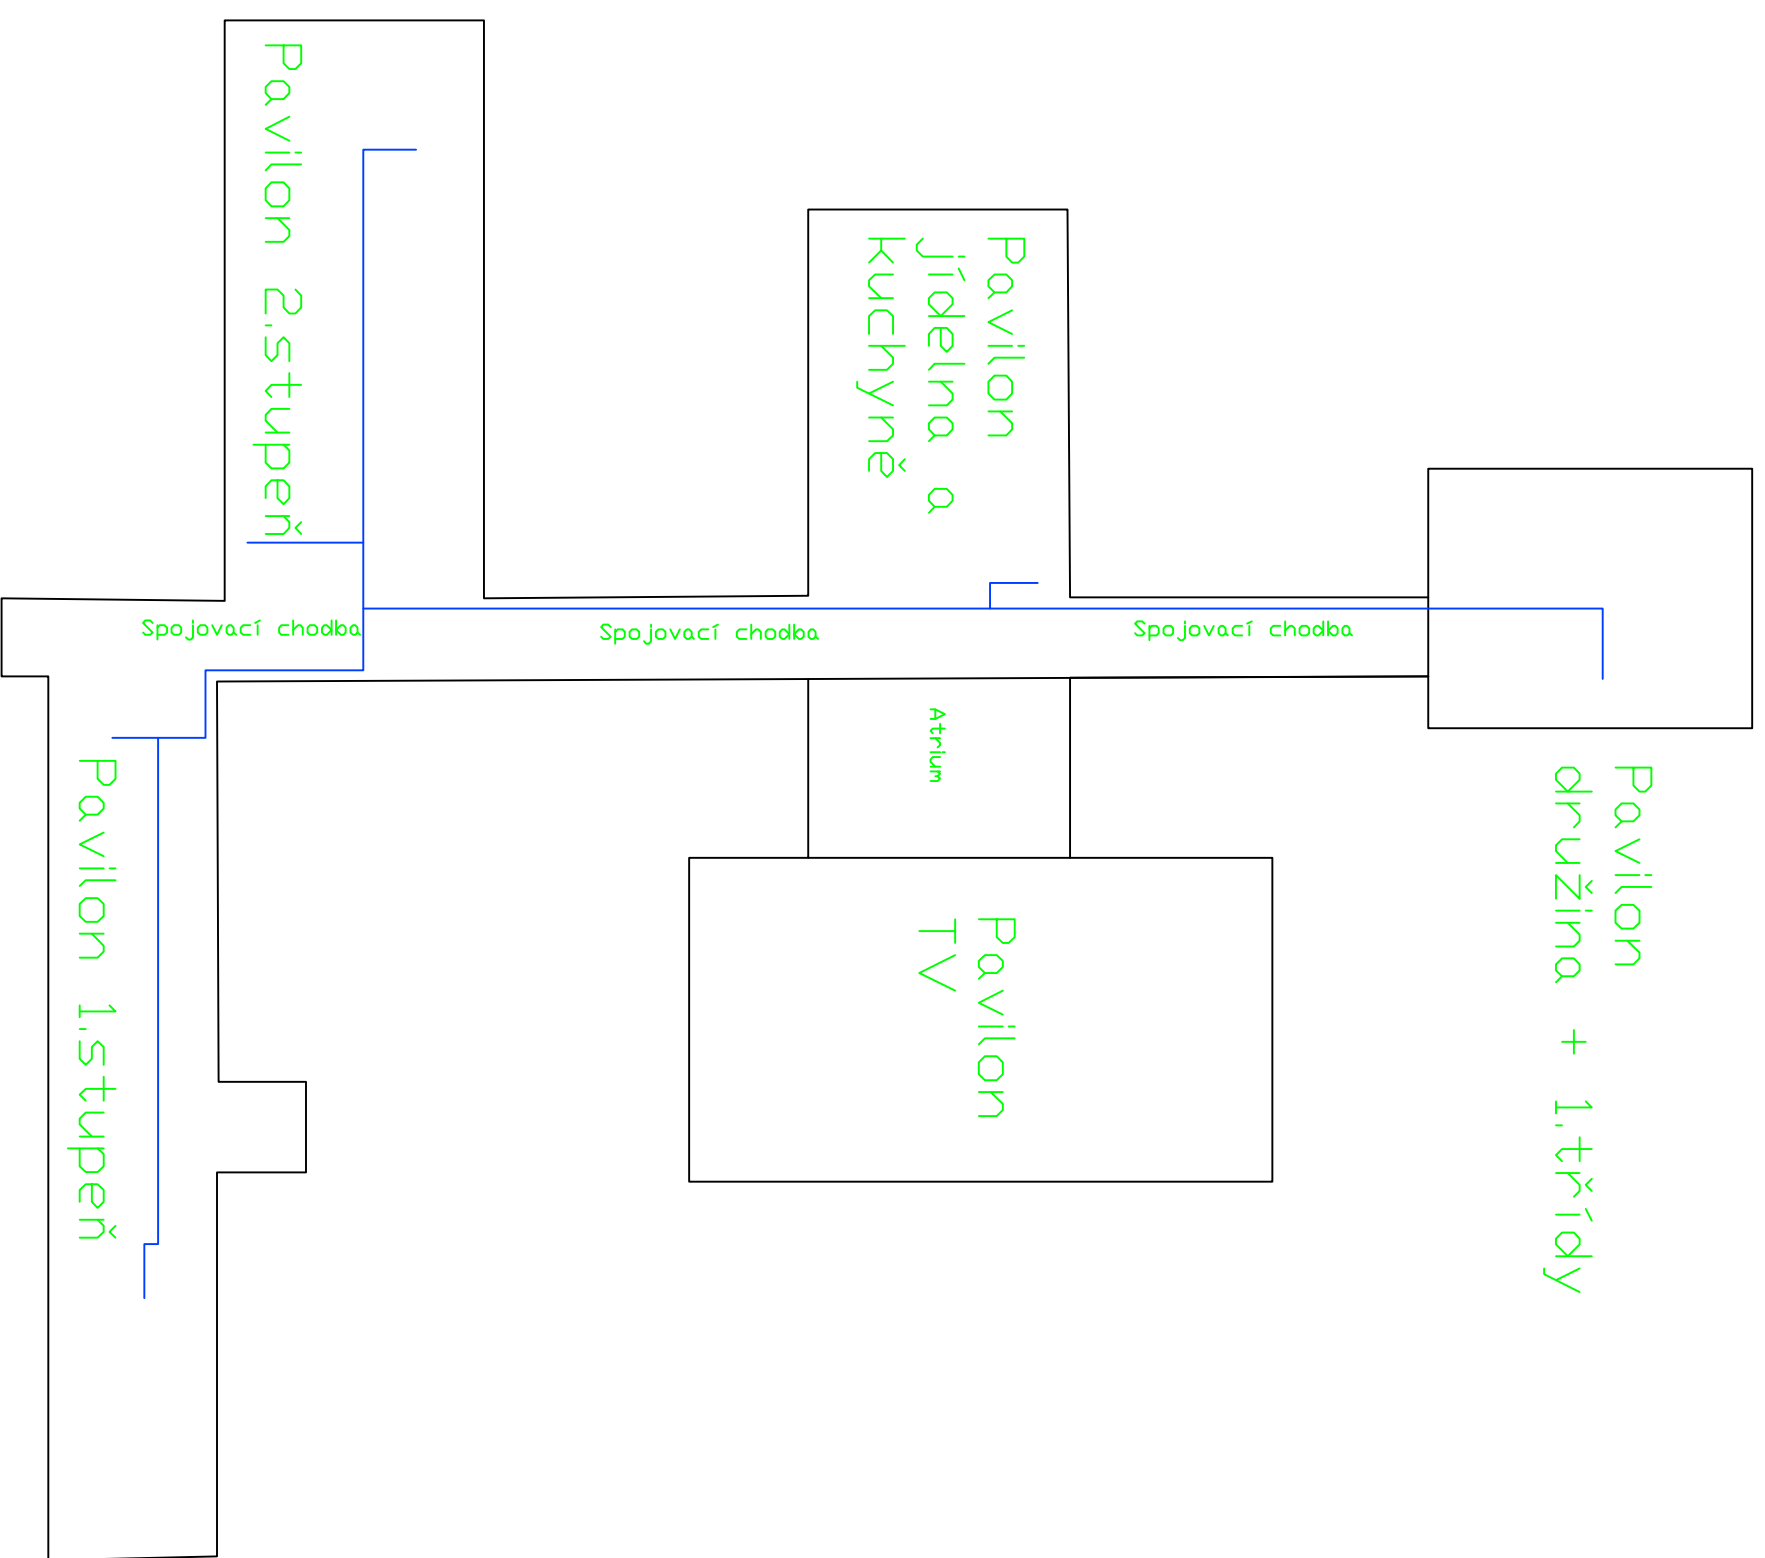 Pavilon 2.stupeň
Pavilon
jídelna a
kuchyně
Spojovací chodba
Spojovací chodba
Spojovací chodba
Atrium
Pavilon 1.stupeň
Pavilon
TV
Pavilon
družina + 1.třídy